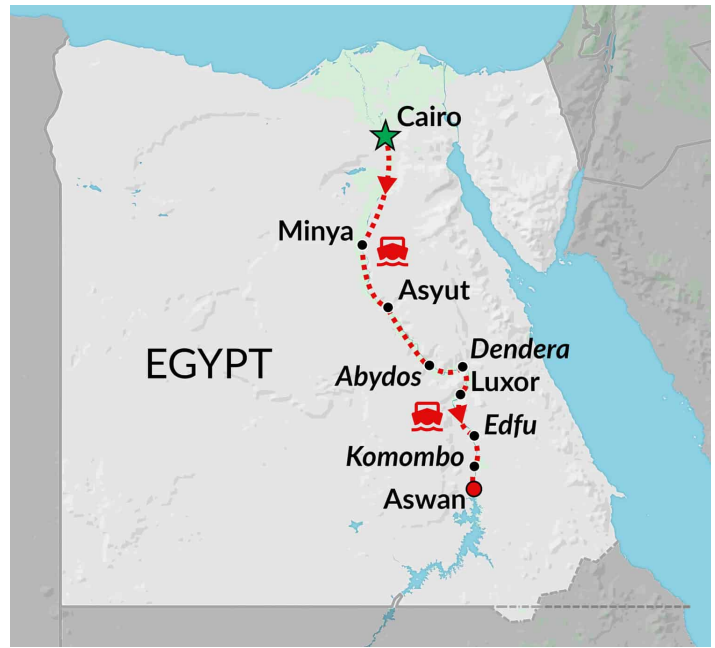 Cairo
Minya
Asyut
EGYPT
Dendera
Abydos
Luxor
Edfu
Komombo
Aswan